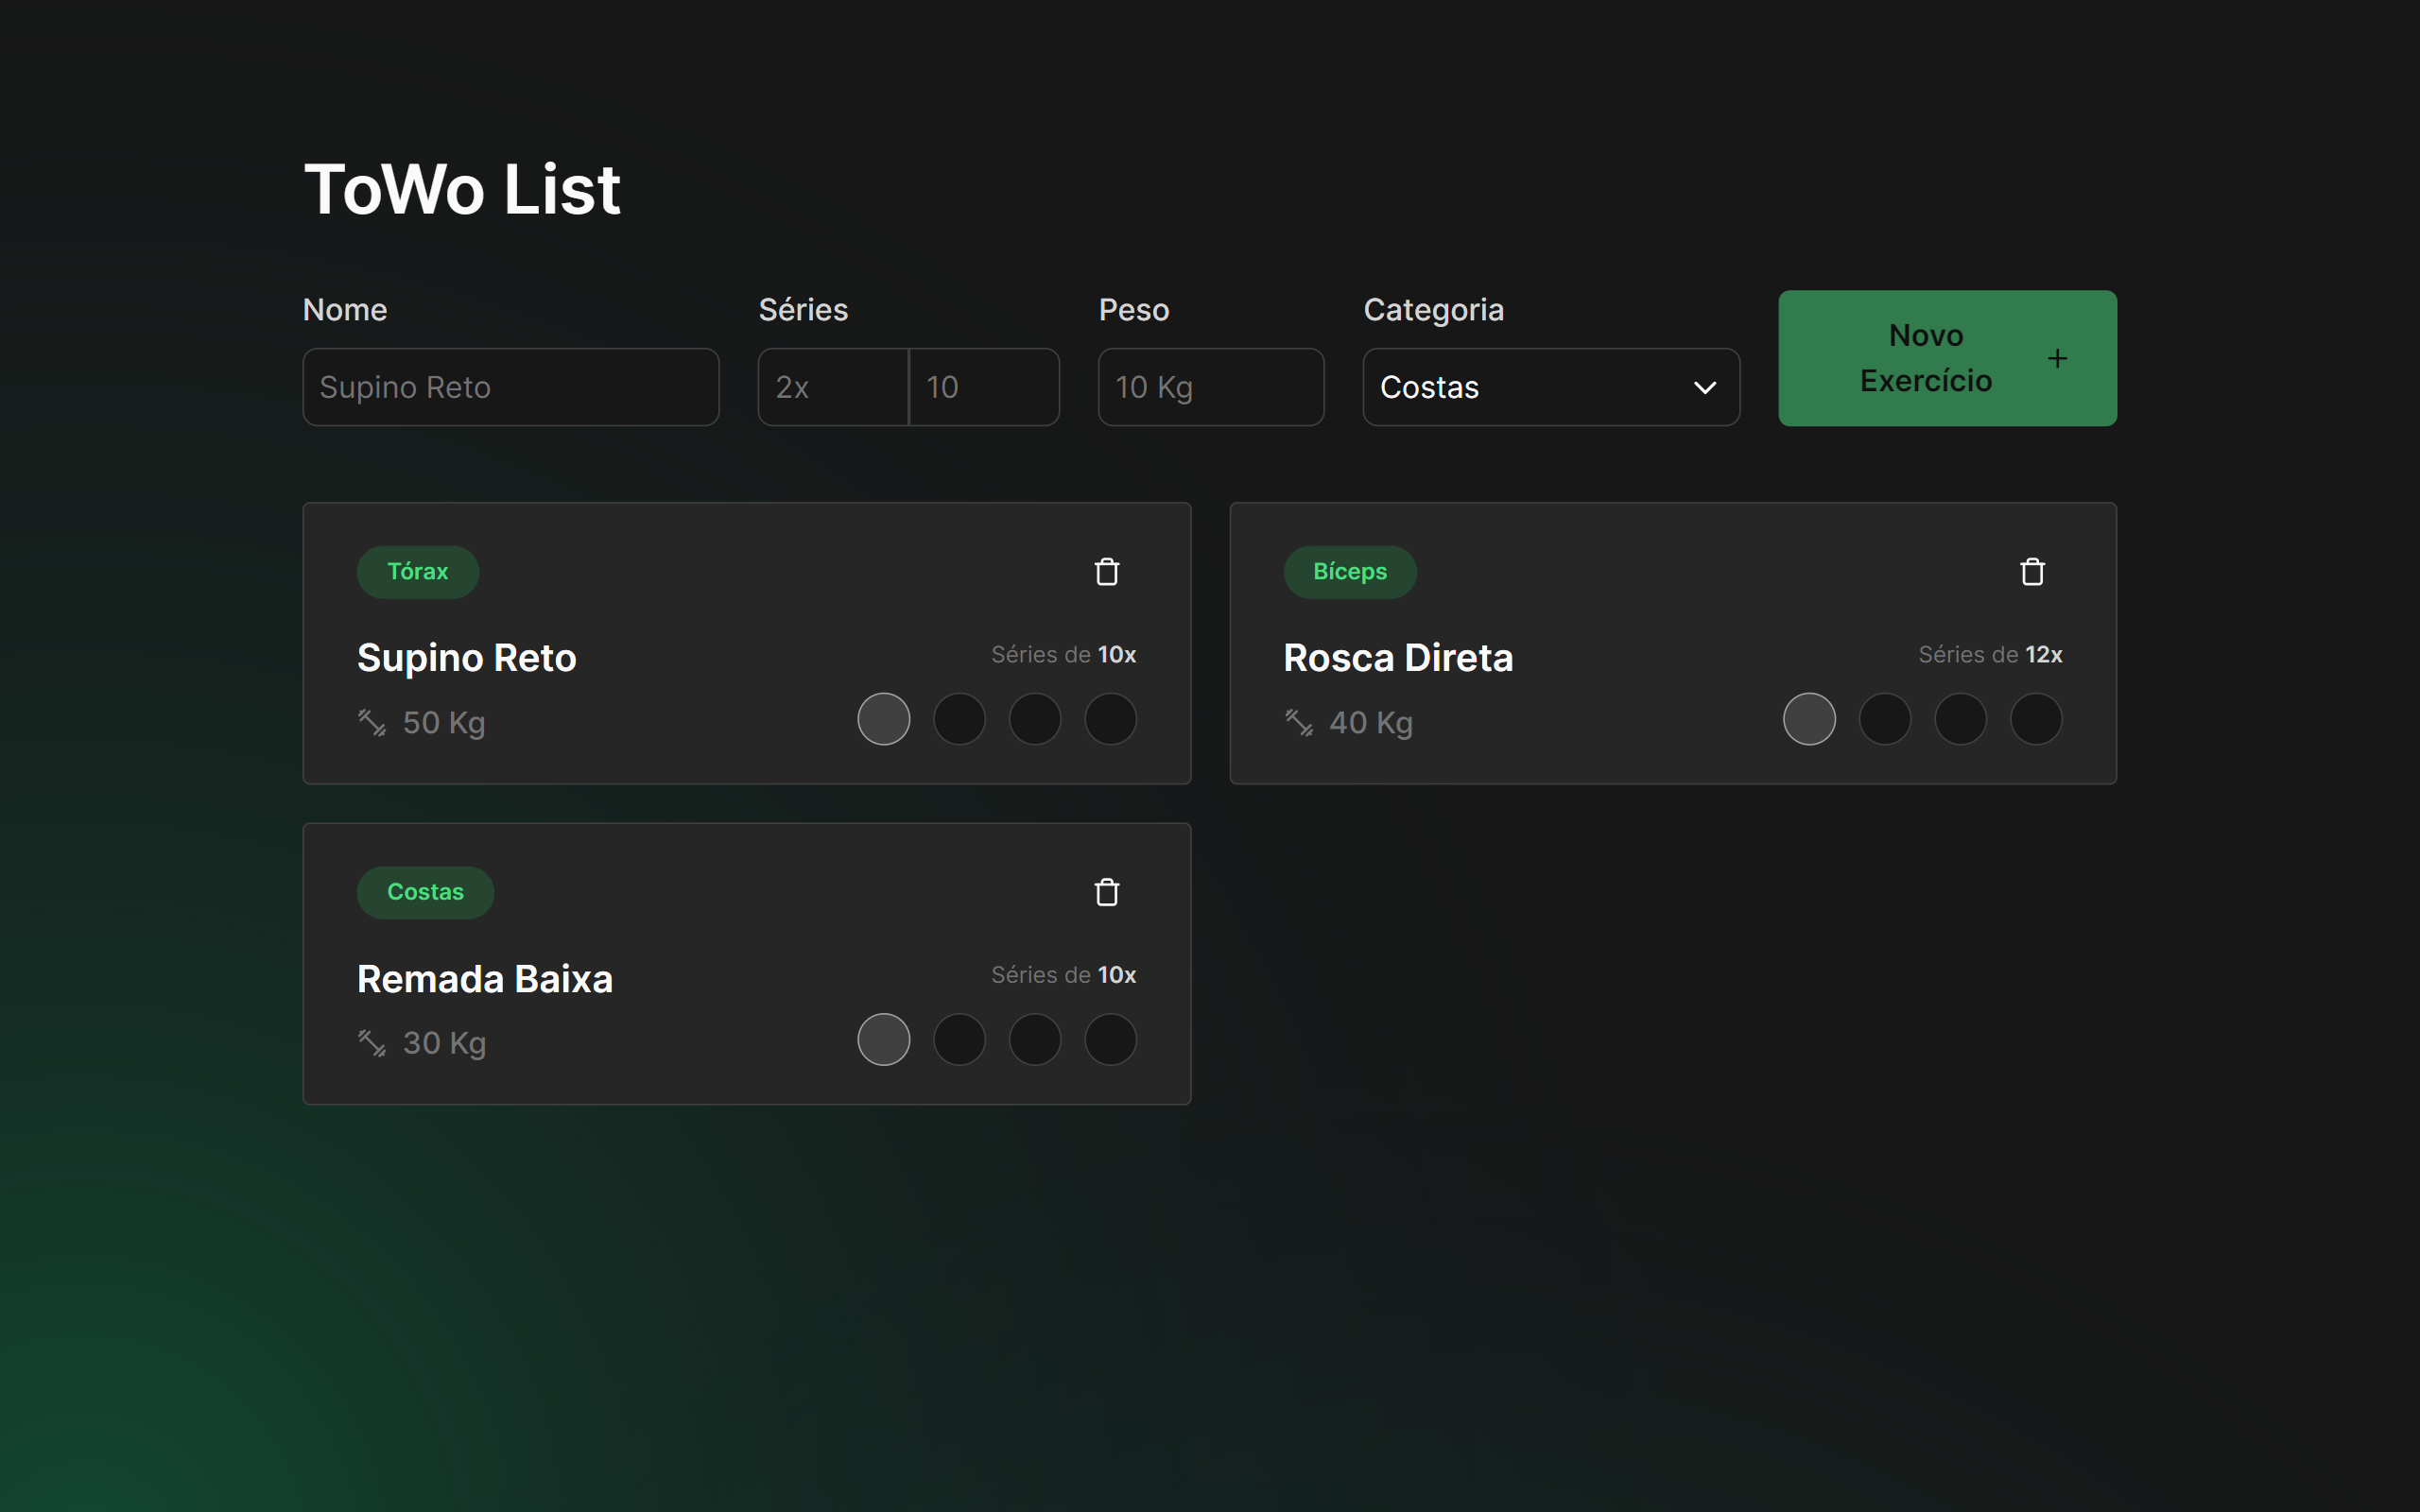 ToWo List
Nome
Séries
Peso
Categoria
Supino Reto
2x
10
10 Kg
Costas
Novo
Exercício
Tórax
Supino Reto
Séries de 10x
50 Kg
Bíceps
Rosca Direta
Séries de 12x
40 Kg
Costas
Remada Baixa
Séries de 10x
30 Kg